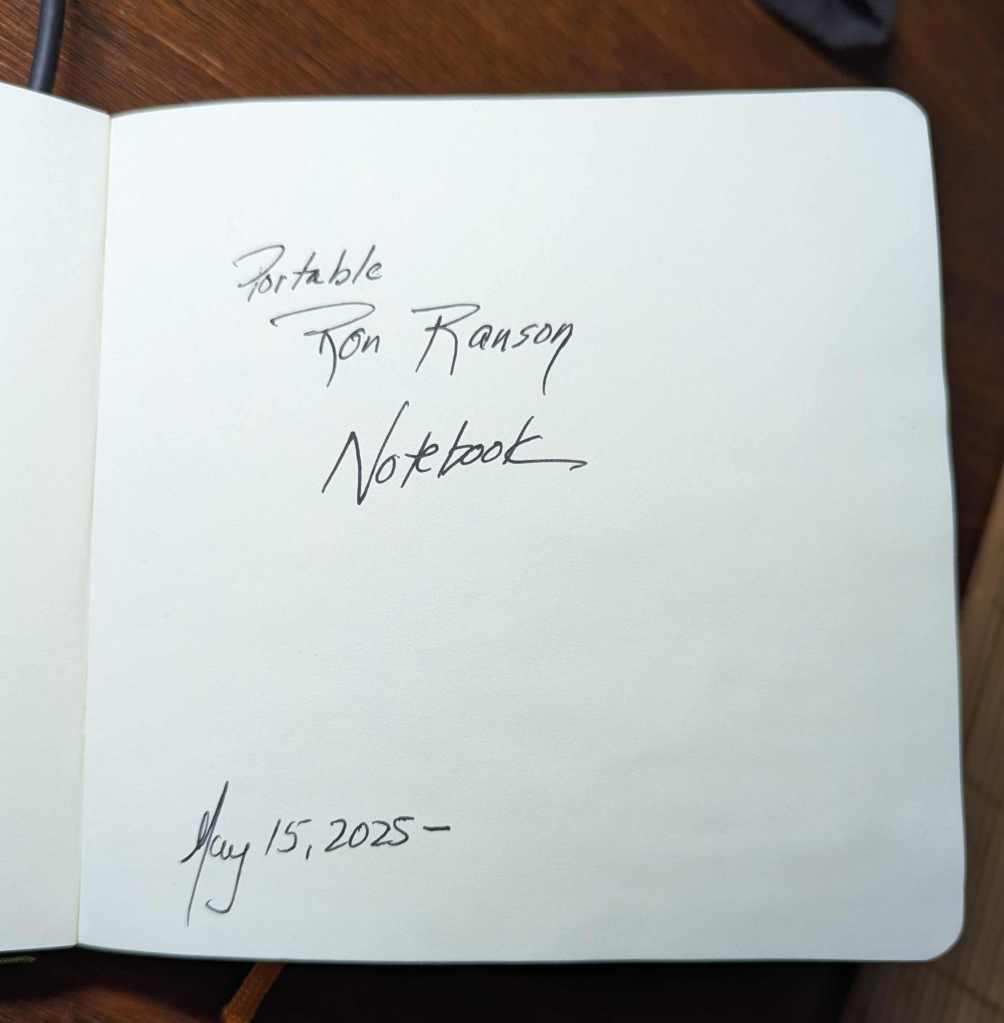 Portable
Ron Ranson
Notebook
May 15, 2025 –